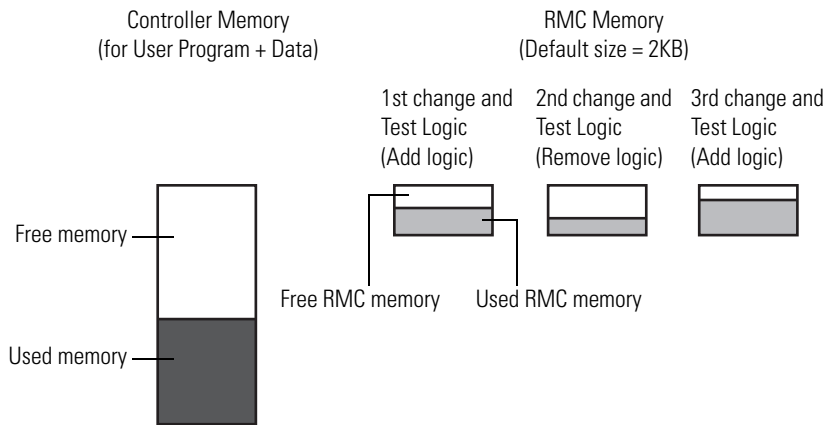 Controller Memory
(for User Program + Data)
RMC Memory
(Default size = 2KB)
1st change and
Test Logic
(Add logic)
2nd change and
Test Logic
(Remove logic)
3rd change and
Test Logic
(Add logic)
Free memory
Free RMC memory
Used RMC memory
Used memory